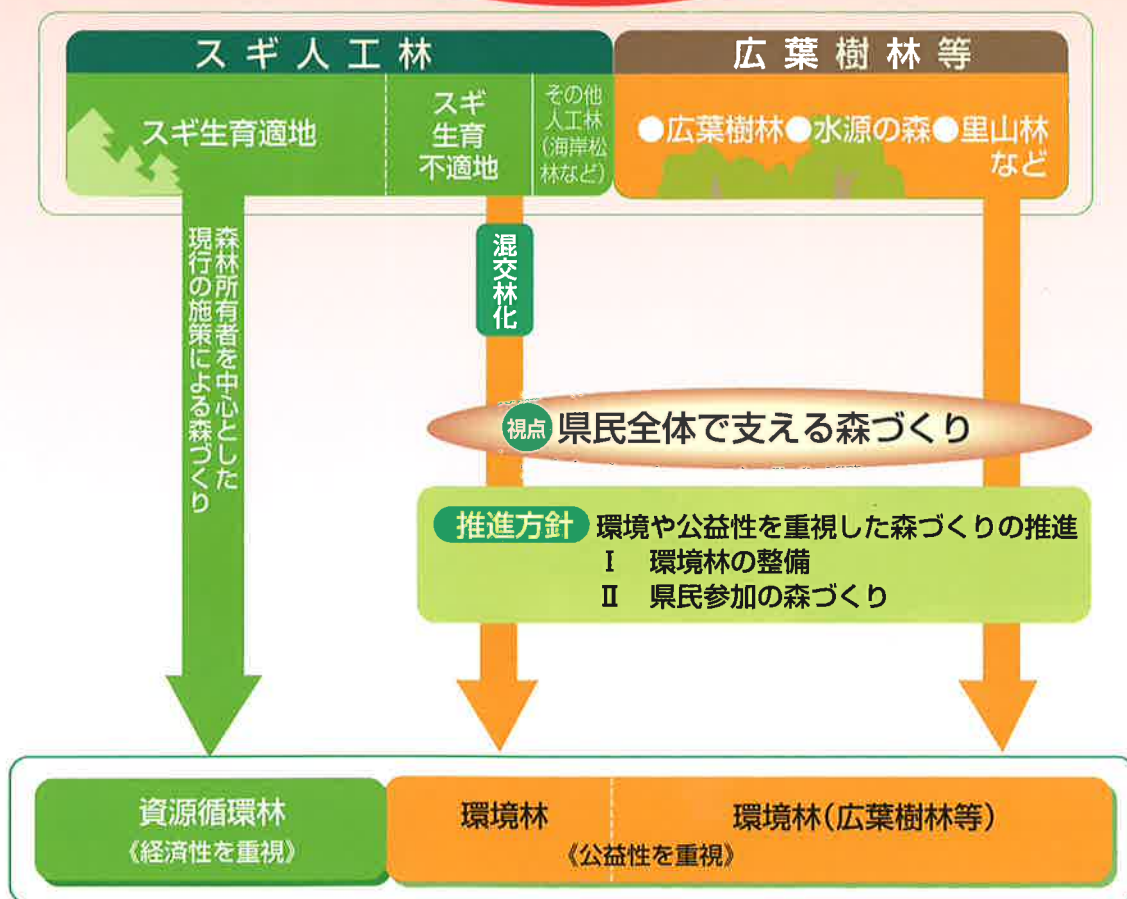 スギ人工林
広葉樹林等
スギ生育適地
スギ
生育
不適地
その他
人工林
(海岸松
林など)
●広葉樹林●水源の森●里山林
など
森林所有者を中心とした
現行の施策による森づくり
混交林化
視点 県民全体で支える森づくり
推進方針 環境や公益性を重視した森づくりの推進
Ⅰ 環境林の整備
Ⅱ 県民参加の森づくり
資源循環林
《経済性を重視》
環境林
環境林(広葉樹林等)
《公益性を重視》